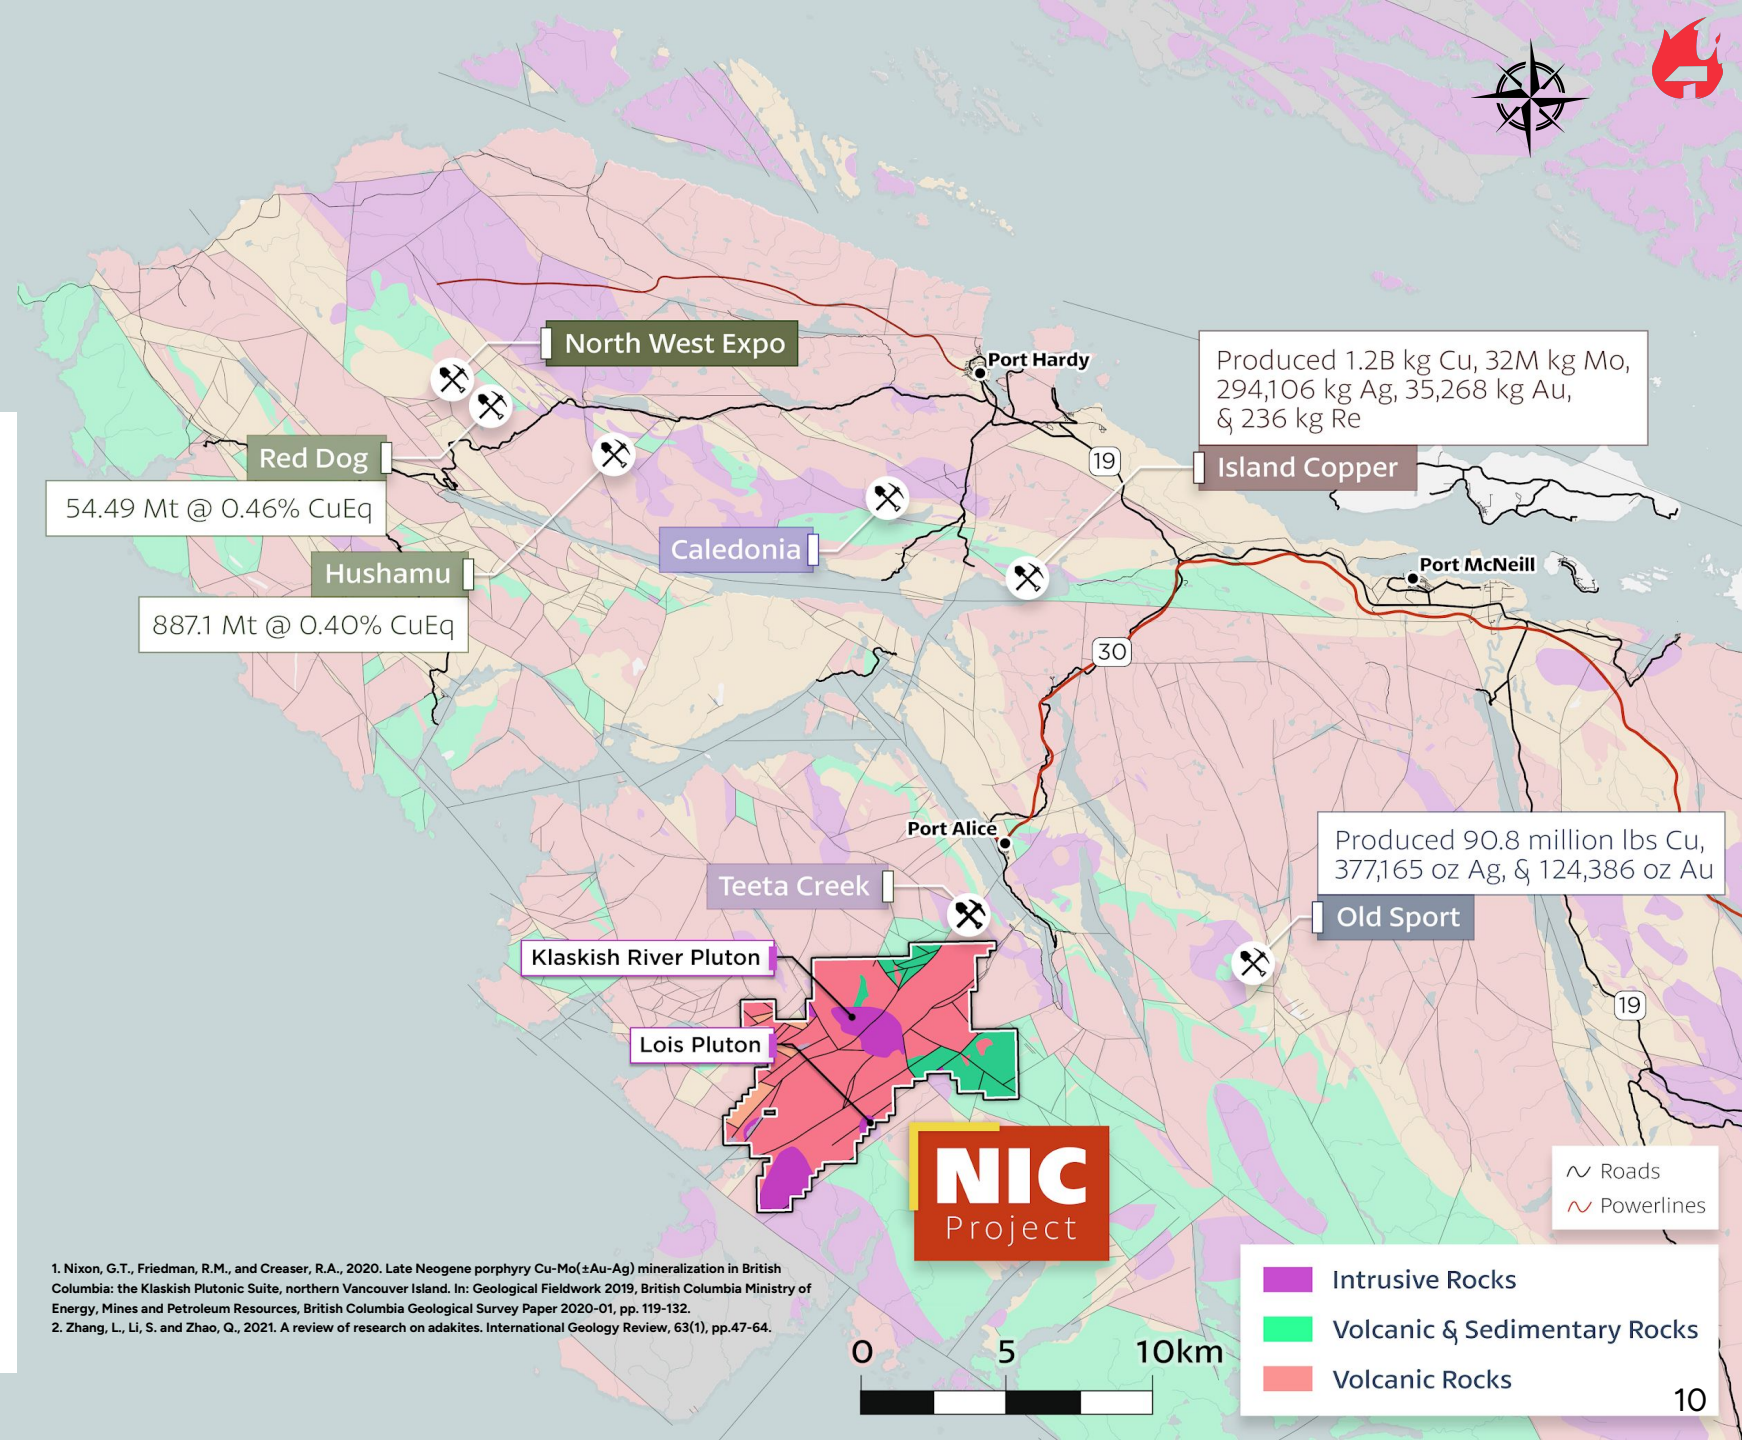 North West Expo
Port Hardy
Produced 1.2B kg Cu, 32M kg Mo,
294,106 kg Ag, 35,268 kg Au,
& 236 kg Re
Island Copper
19
Red Dog
54.49 Mt @ 0.46% CuEq
Caledonia
Hushamu
887.1 Mt @ 0.40% CuEq
Port McNeill
30
Port Alice
Produced 90.8 million lbs Cu,
377,165 oz Ag, & 124,386 oz Au
Old Sport
Teeta Creek
Klaskish River Pluton
Lois Pluton
19
NIC
Project
Roads
Powerlines
1. Nixon, G.T., Friedman, R.M., and Creaser, R.A., 2020. Late Neogene porphyry Cu-Mo(±Au-Ag) mineralization in British
Columbia: the Klaskish Plutonic Suite, northern Vancouver Island. In: Geological Fieldwork 2019, British Columbia Ministry of
Energy, Mines and Petroleum Resources, British Columbia Geological Survey Paper 2020-01, pp. 119-132.
2. Zhang, L., Li, S. and Zhao, Q., 2021. A review of research on adakites. International Geology Review, 63(1), pp.47-64.
0 5 10km
Intrusive Rocks
Volcanic & Sedimentary Rocks
Volcanic Rocks
10